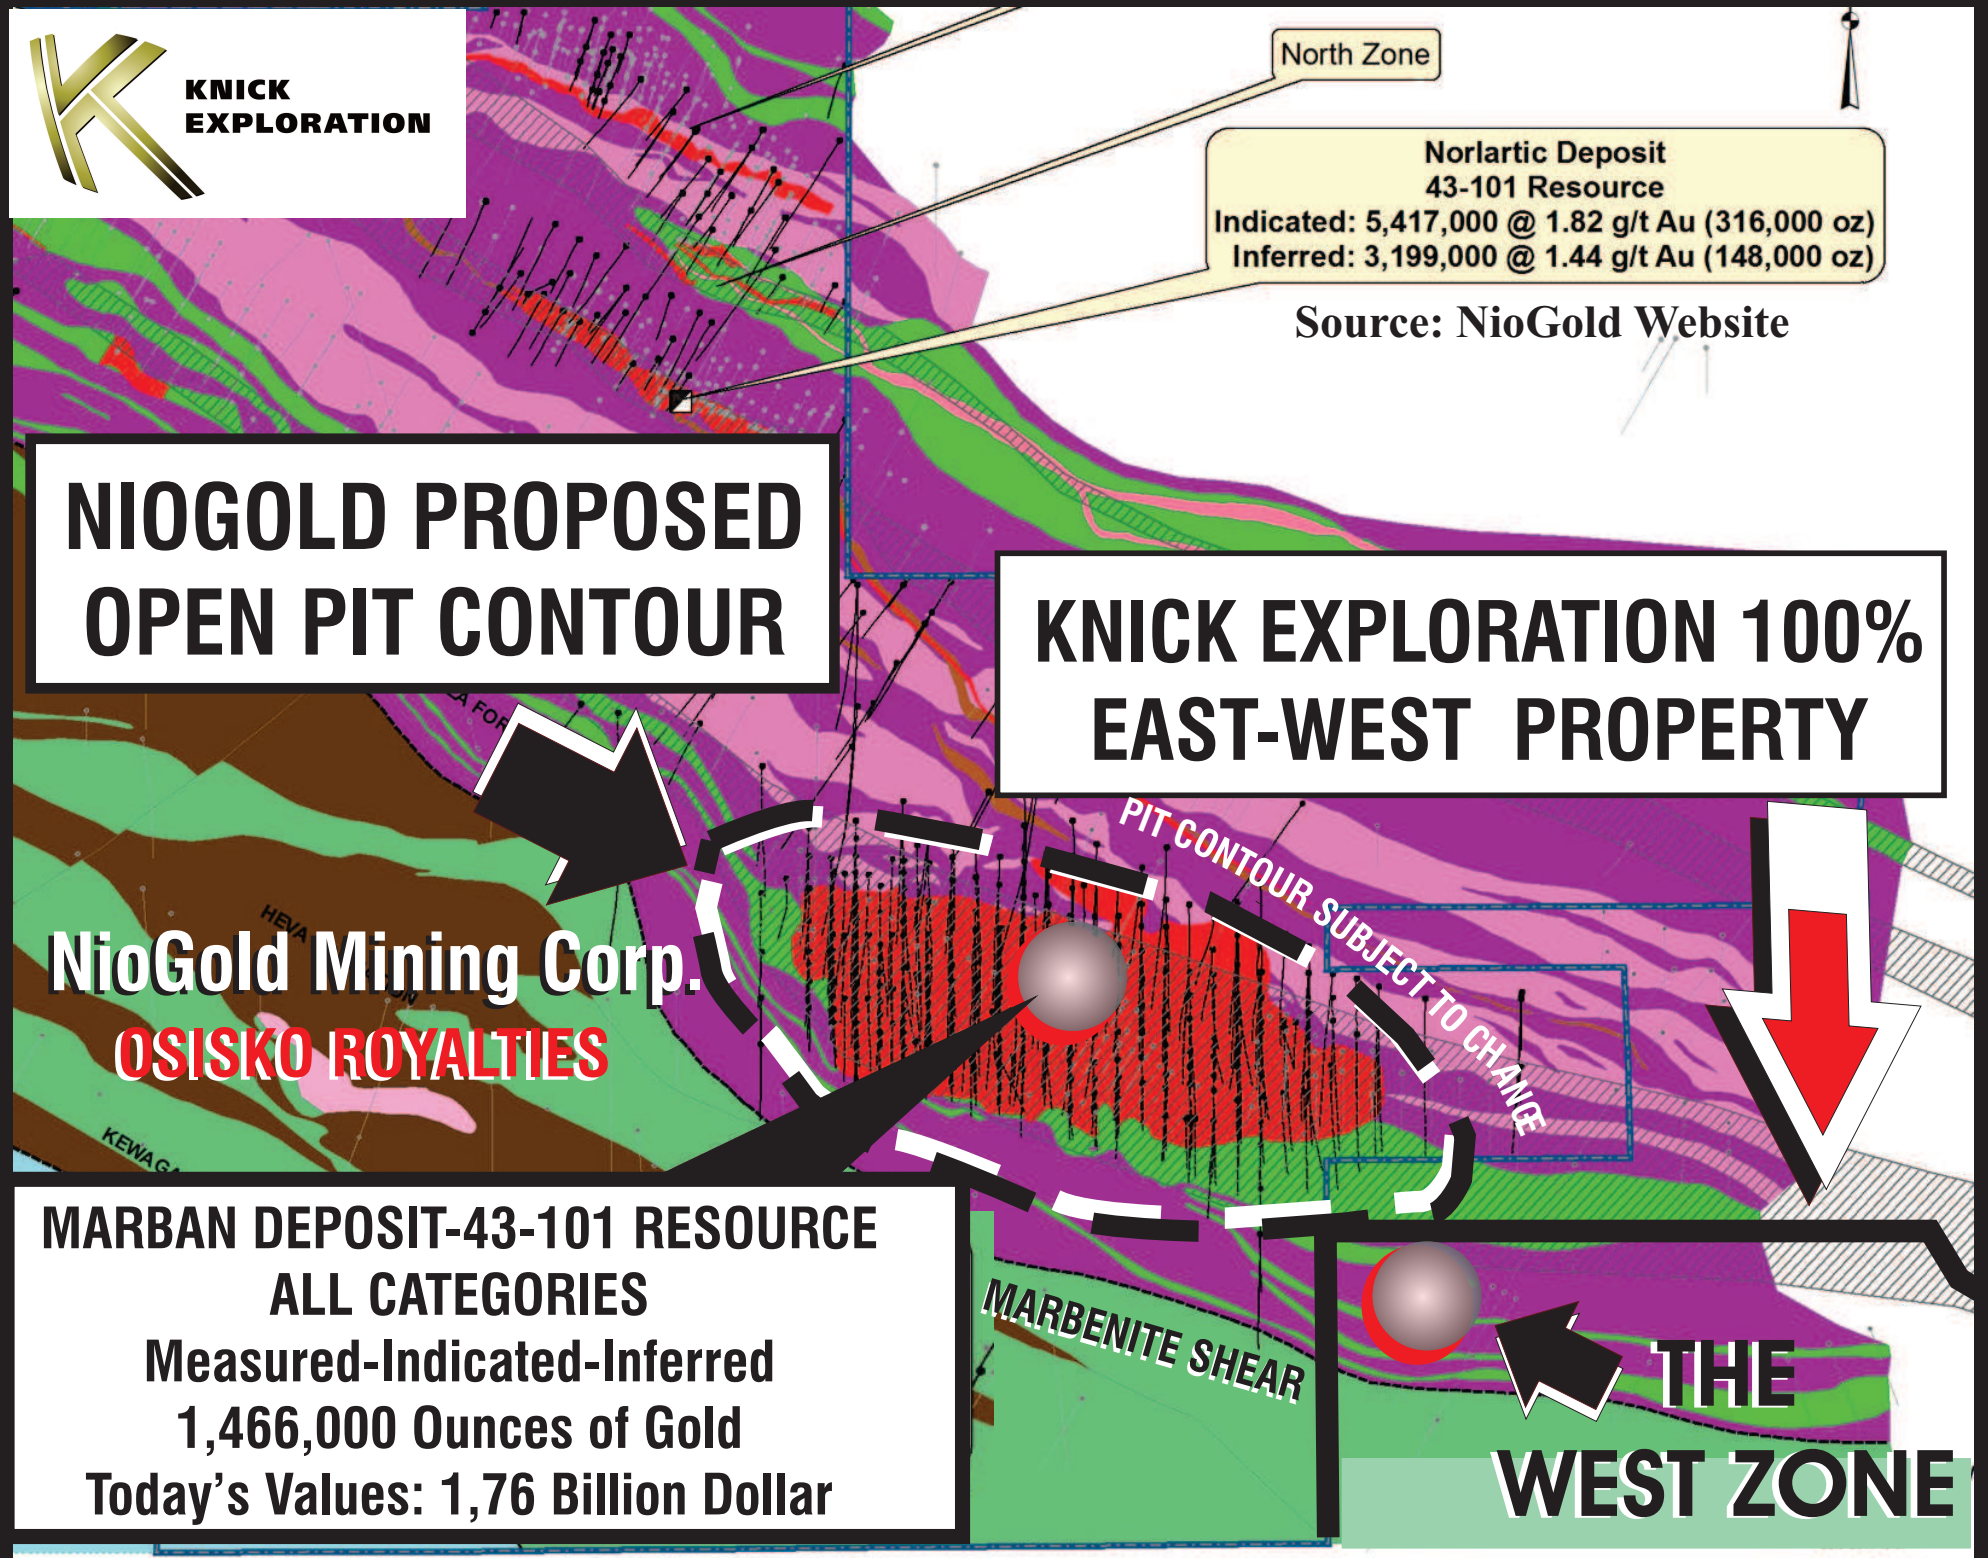 KNICK
EXPLORATION
North Zone
Norlartic Deposit
43-101 Resource
Indicated: 5,417,000 @ 1.82 g/t Au (316,000 oz)
Inferred: 3,199,000 @ 1.44 g/t Au (148,000 oz)
Source: NioGold Website
NIOGOLD PROPOSED
OPEN PIT CONTOUR
KNICK EXPLORATION 100%
EAST-WEST PROPERTY
PIT CONTOUR SUBJECT TO CHANGE
NioGold Mining Corp.
OSISKO ROYALTIES
MARBAN DEPOSIT-43-101 RESOURCE
ALL CATEGORIES
Measured-Indicated-Inferred
1,466,000 Ounces of Gold
Today's Values: 1,76 Billion Dollar
MARBENITE SHEAR
THE
WEST ZONE